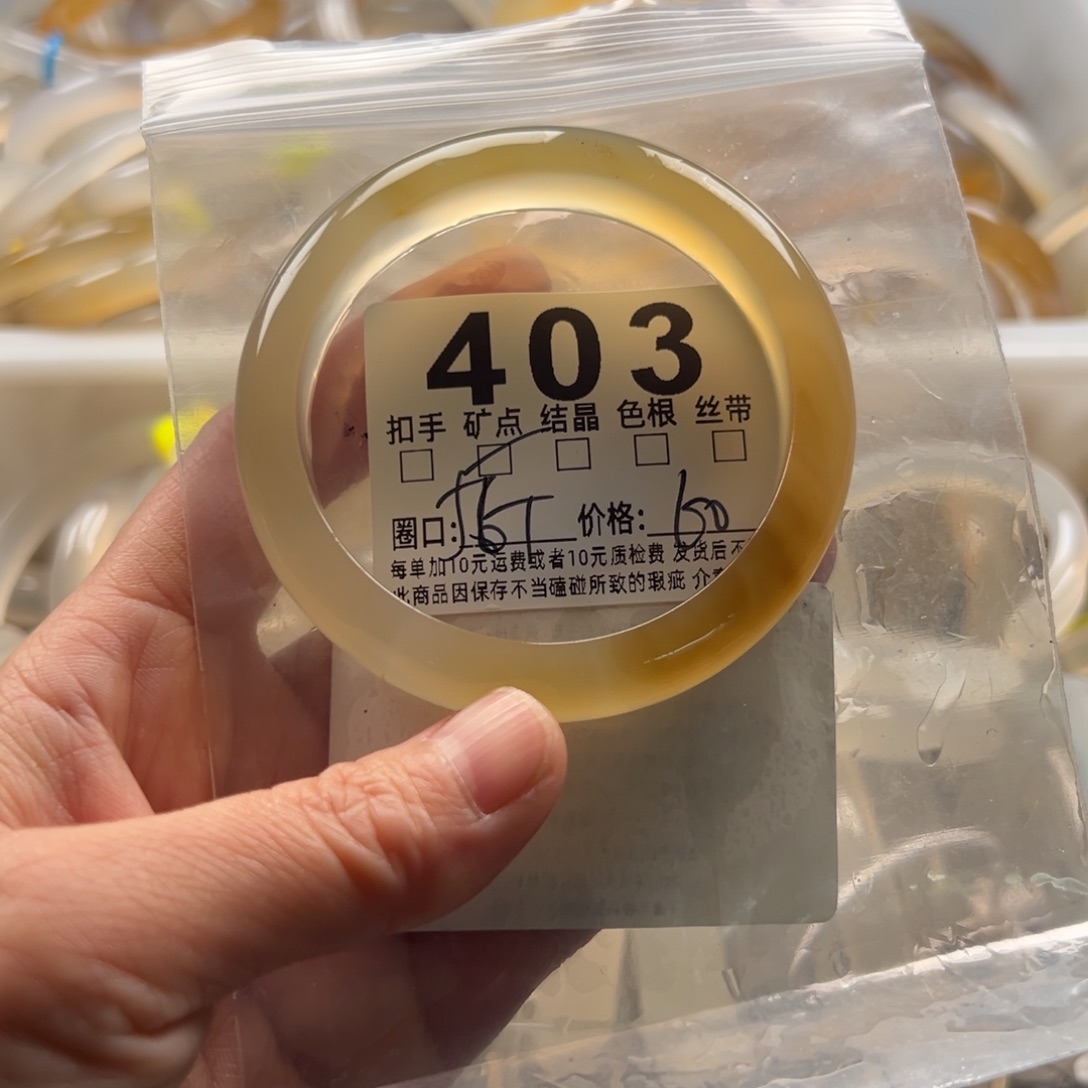 403
扣手 矿点 结晶 色根 丝带
圈口: 56 价格: 60
每单加10元运费或者10元质检费 发货后不
此商品因保存不当磕碰所致的瑕疵 介